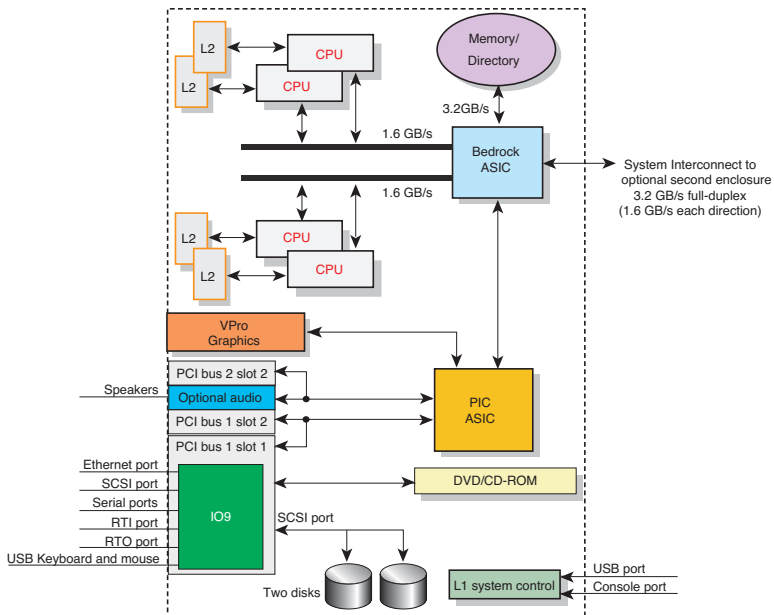 L2
L2
CPU
CPU
Memory/
Directory
3.2GB/s
1.6 GB/s
Bedrock
ASIC
System Interconnect to
optional second enclosure
3.2 GB/s full-duplex
(1.6 GB/s each direction)
1.6 GB/s
L2
L2
CPU
CPU
VPro
Graphics
PCI bus 2 slot 2
Speakers
Optional audio
PCI bus 1 slot 2
PCI bus 1 slot 1
PIC
ASIC
Ethernet port
SCSI port
Serial ports
RTI port
RTO port
USB Keyboard and mouse
IO9
DVD/CD-ROM
SCSI port
Two disks
L1 system control
USB port
Console port